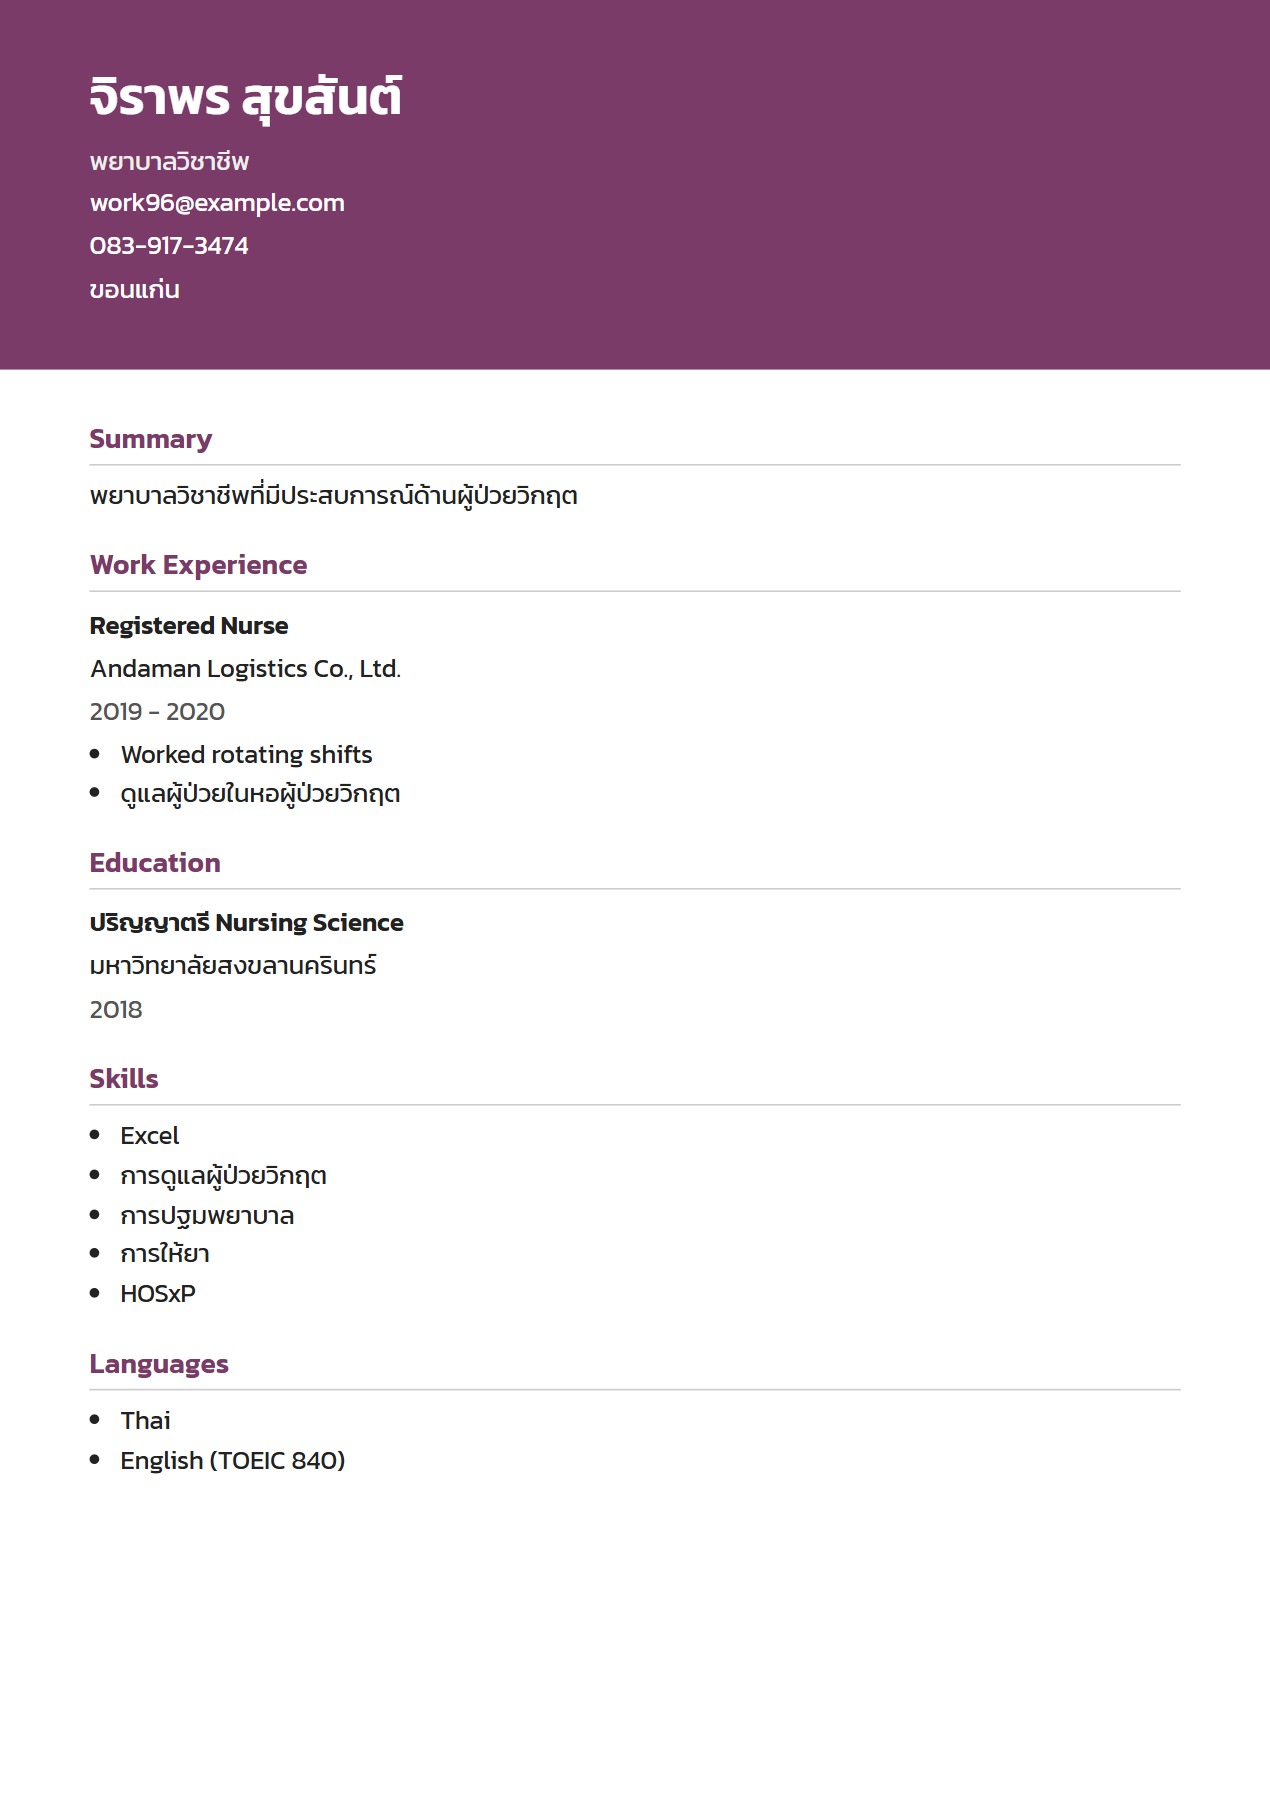 จิราพร สุขสันต์
พยาบาลวิชาชีพ
work96@example.com
083-917-3474
ขอนแก่น
Summary
พยาบาลวิชาชีพที่มีประสบการณ์ด้านผู้ป่วยวิกฤต
Work Experience
Registered Nurse
Andaman Logistics Co., Ltd.
2019 - 2020
• Worked rotating shifts
• ดูแลผู้ป่วยในหอผู้ป่วยวิกฤต
Education
ปริญญาตรี Nursing Science
มหาวิทยาลัยสงขลานครินทร์
2018
Skills
• Excel
• การดูแลผู้ป่วยวิกฤต
• การปฐมพยาบาล
• การให้ยา
• HOSxP
Languages
• Thai
• English (TOEIC 840)